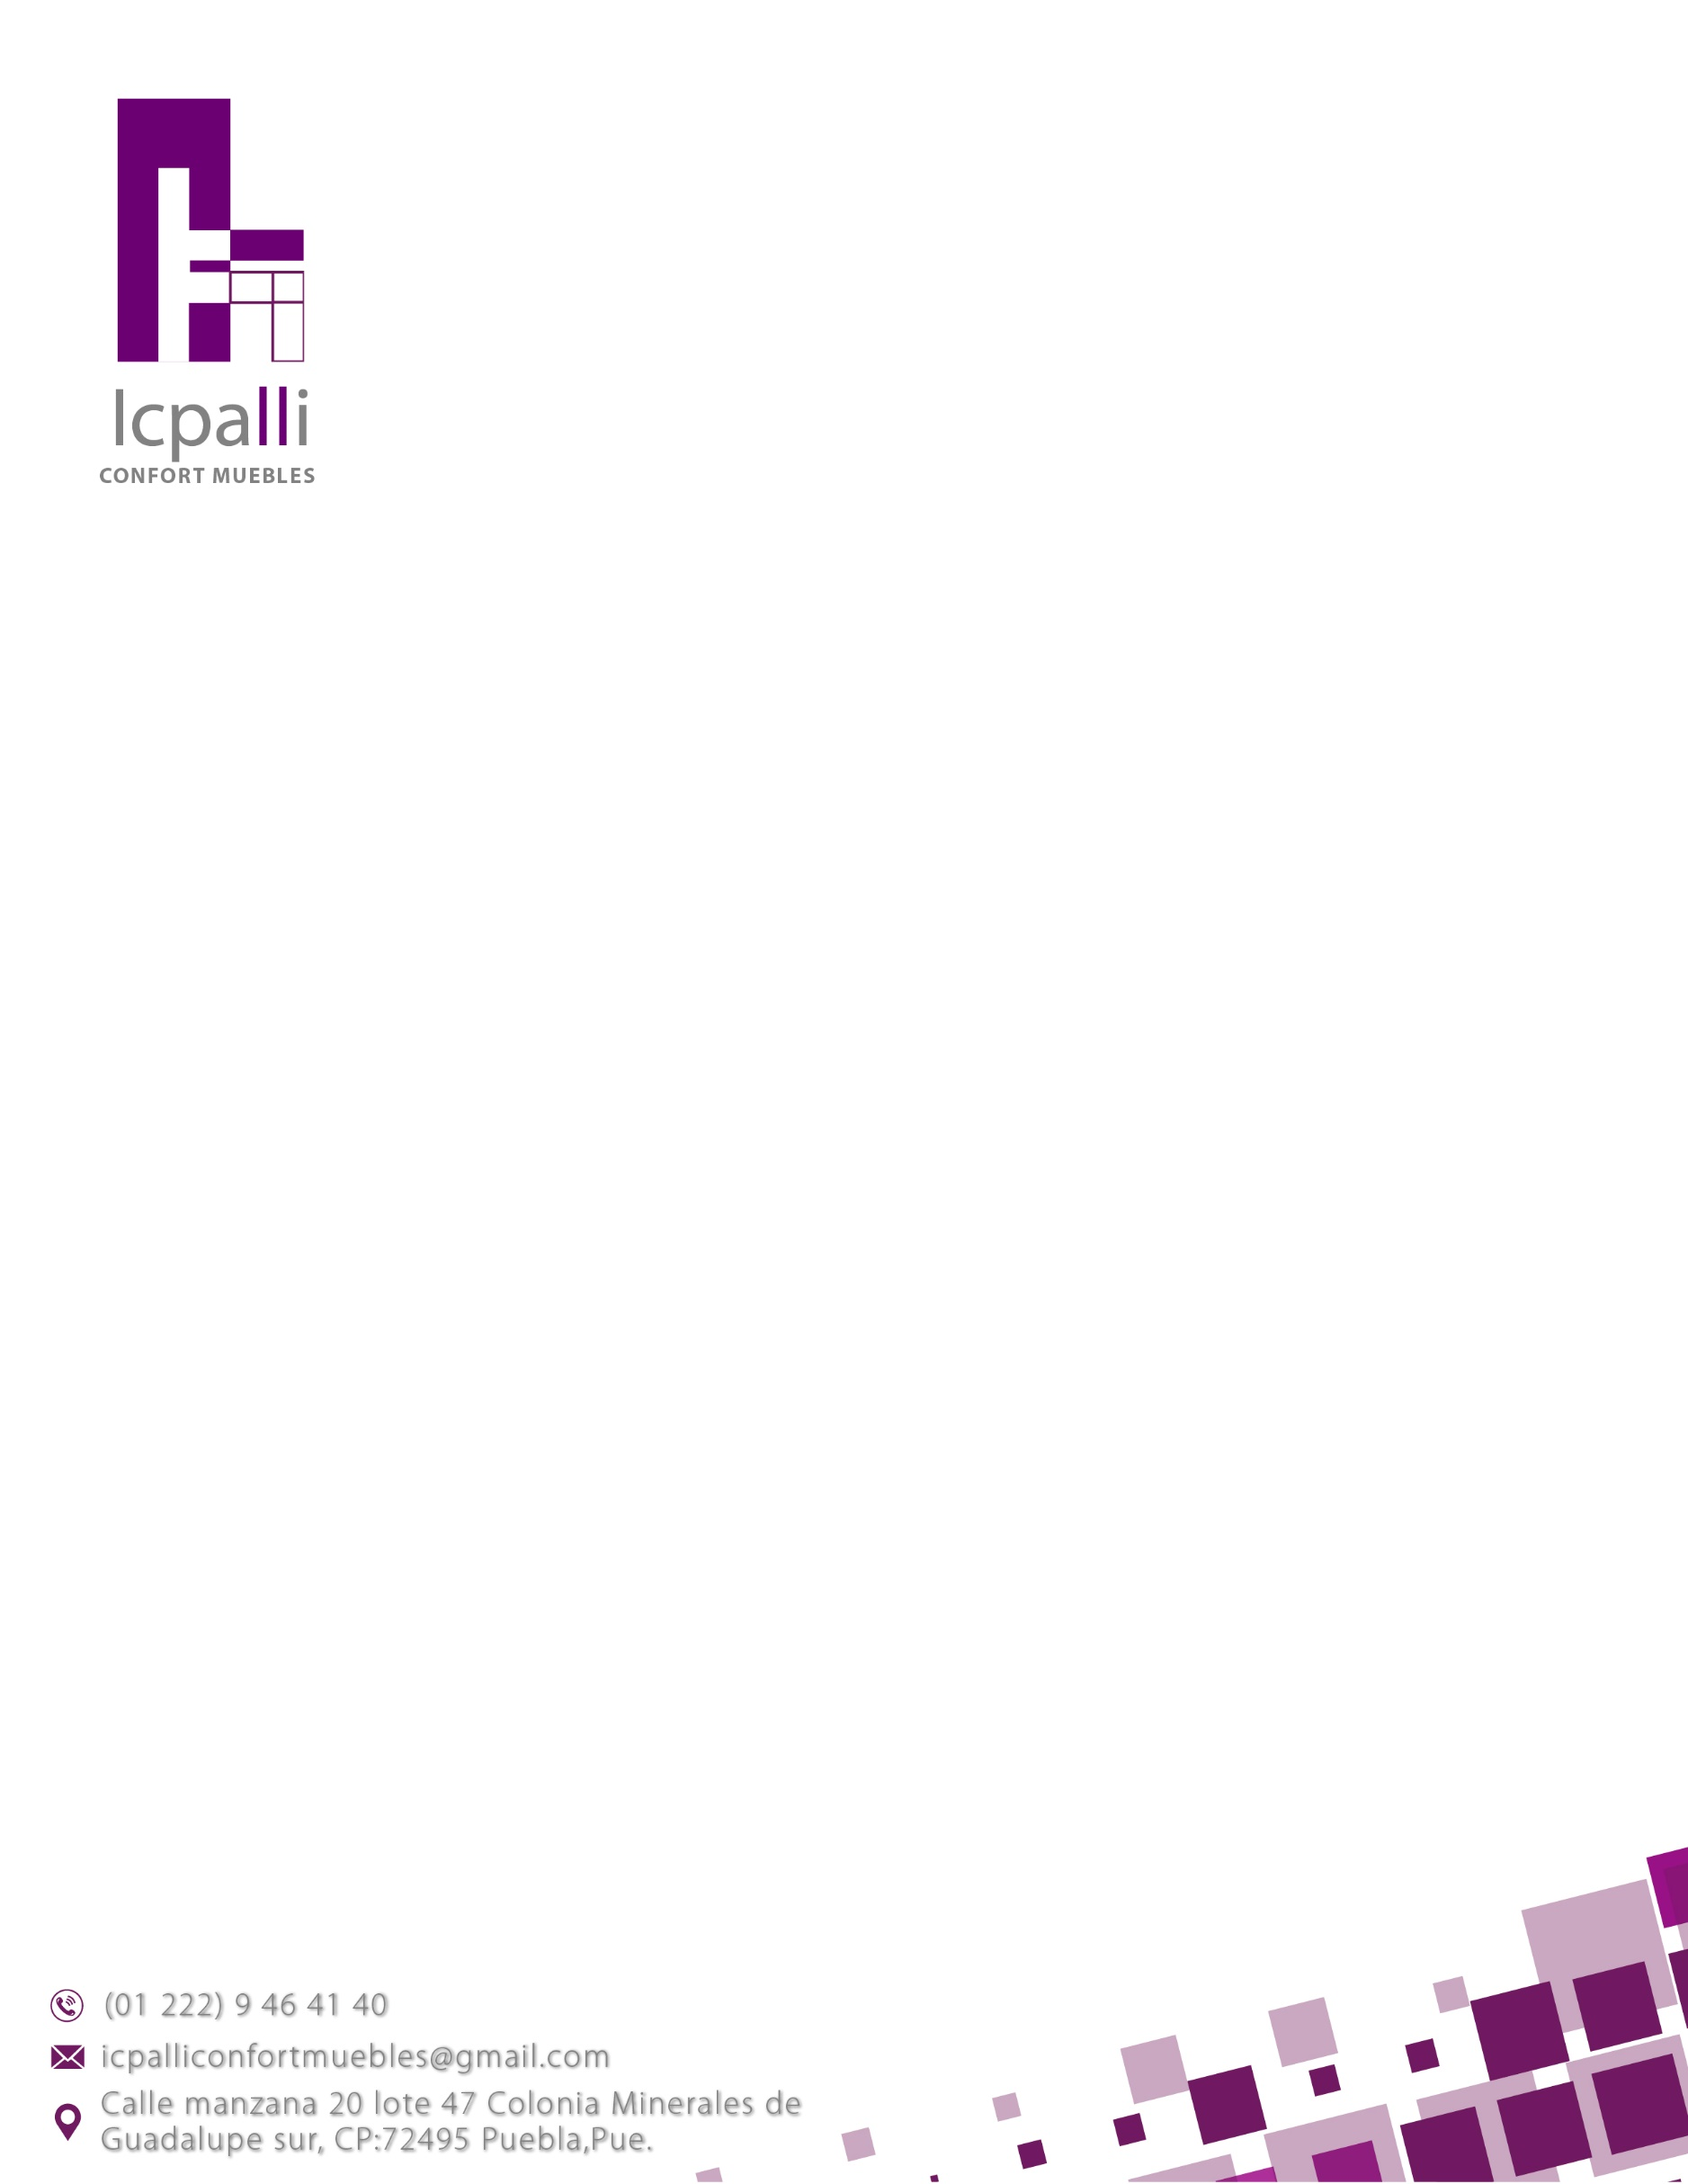 Icpalli
CONFORT MUEBLES
(01 222) 9 46 41 40
icpalliconfortmuebles@gmail.com
Calle manzana 20 lote 47 Colonia Minerales de
Guadalupe sur, CP:72495 Puebla,Pue.